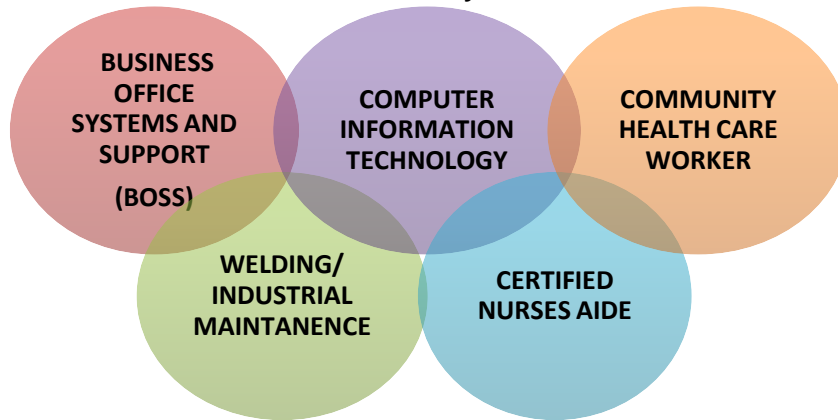 BUSINESS
OFFICE
SYSTEMS AND
SUPPORT
(BOSS)
COMPUTER
INFORMATION
TECHNOLOGY
COMMUNITY
HEALTH CARE
WORKER
WELDING/
INDUSTRIAL
MAINTANENCE
CERTIFIED
NURSES AIDE